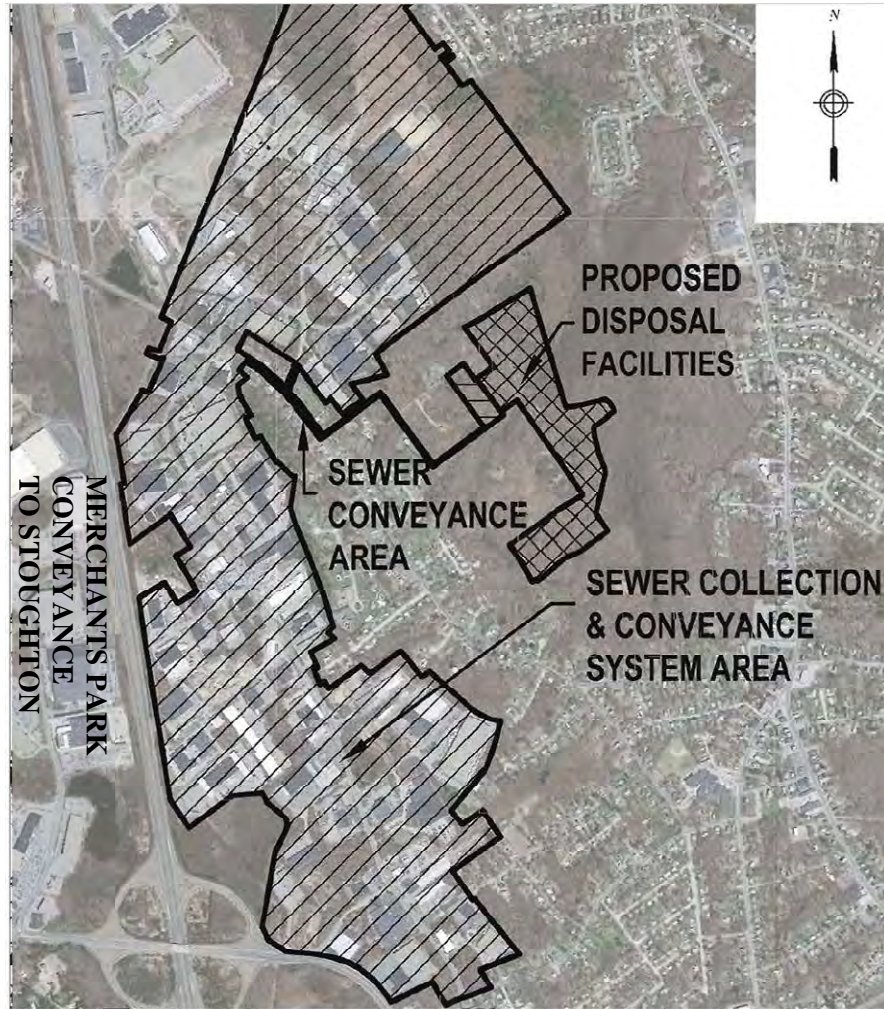 N
PROPOSED
DISPOSAL
FACILITIES
SEWER
CONVEYANCE
AREA
SEWER COLLECTION
& CONVEYANCE
SYSTEM AREA
MERCHANTS PARK
CONVEYANCE
TO STOUGHTON